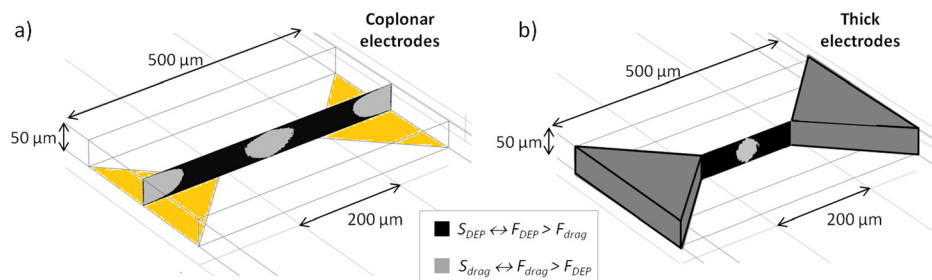 a)
Coplonar
electrodes
500 µm
50 µm
200 µm
b)
Thick
electrodes
500 µm
50 µm
200 µm
S_DEP ↔ F_DEP > F_drag
S_drag ↔ F_drag > F_DEP